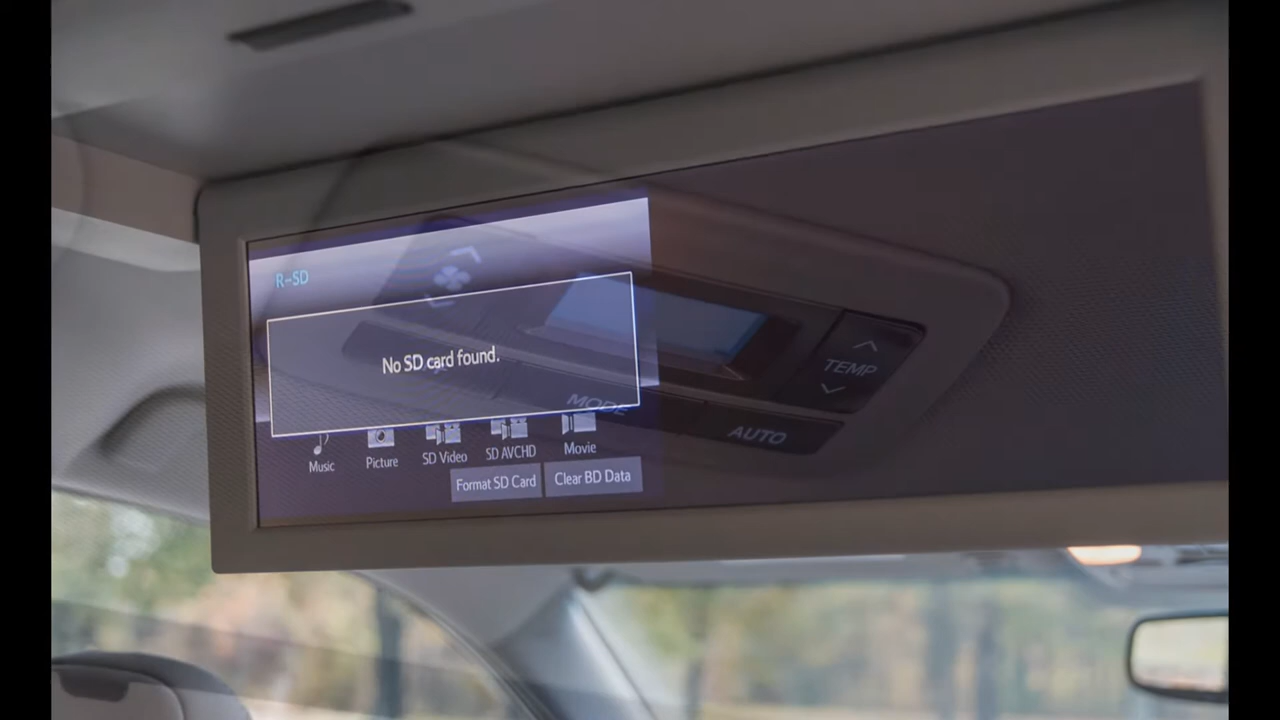 R-SD
No SD card found.
TEMP
MODE
AUTO
Music
Picture
SD Video
SD AVCHD
Movie
Format SD Card
Clear BD Data